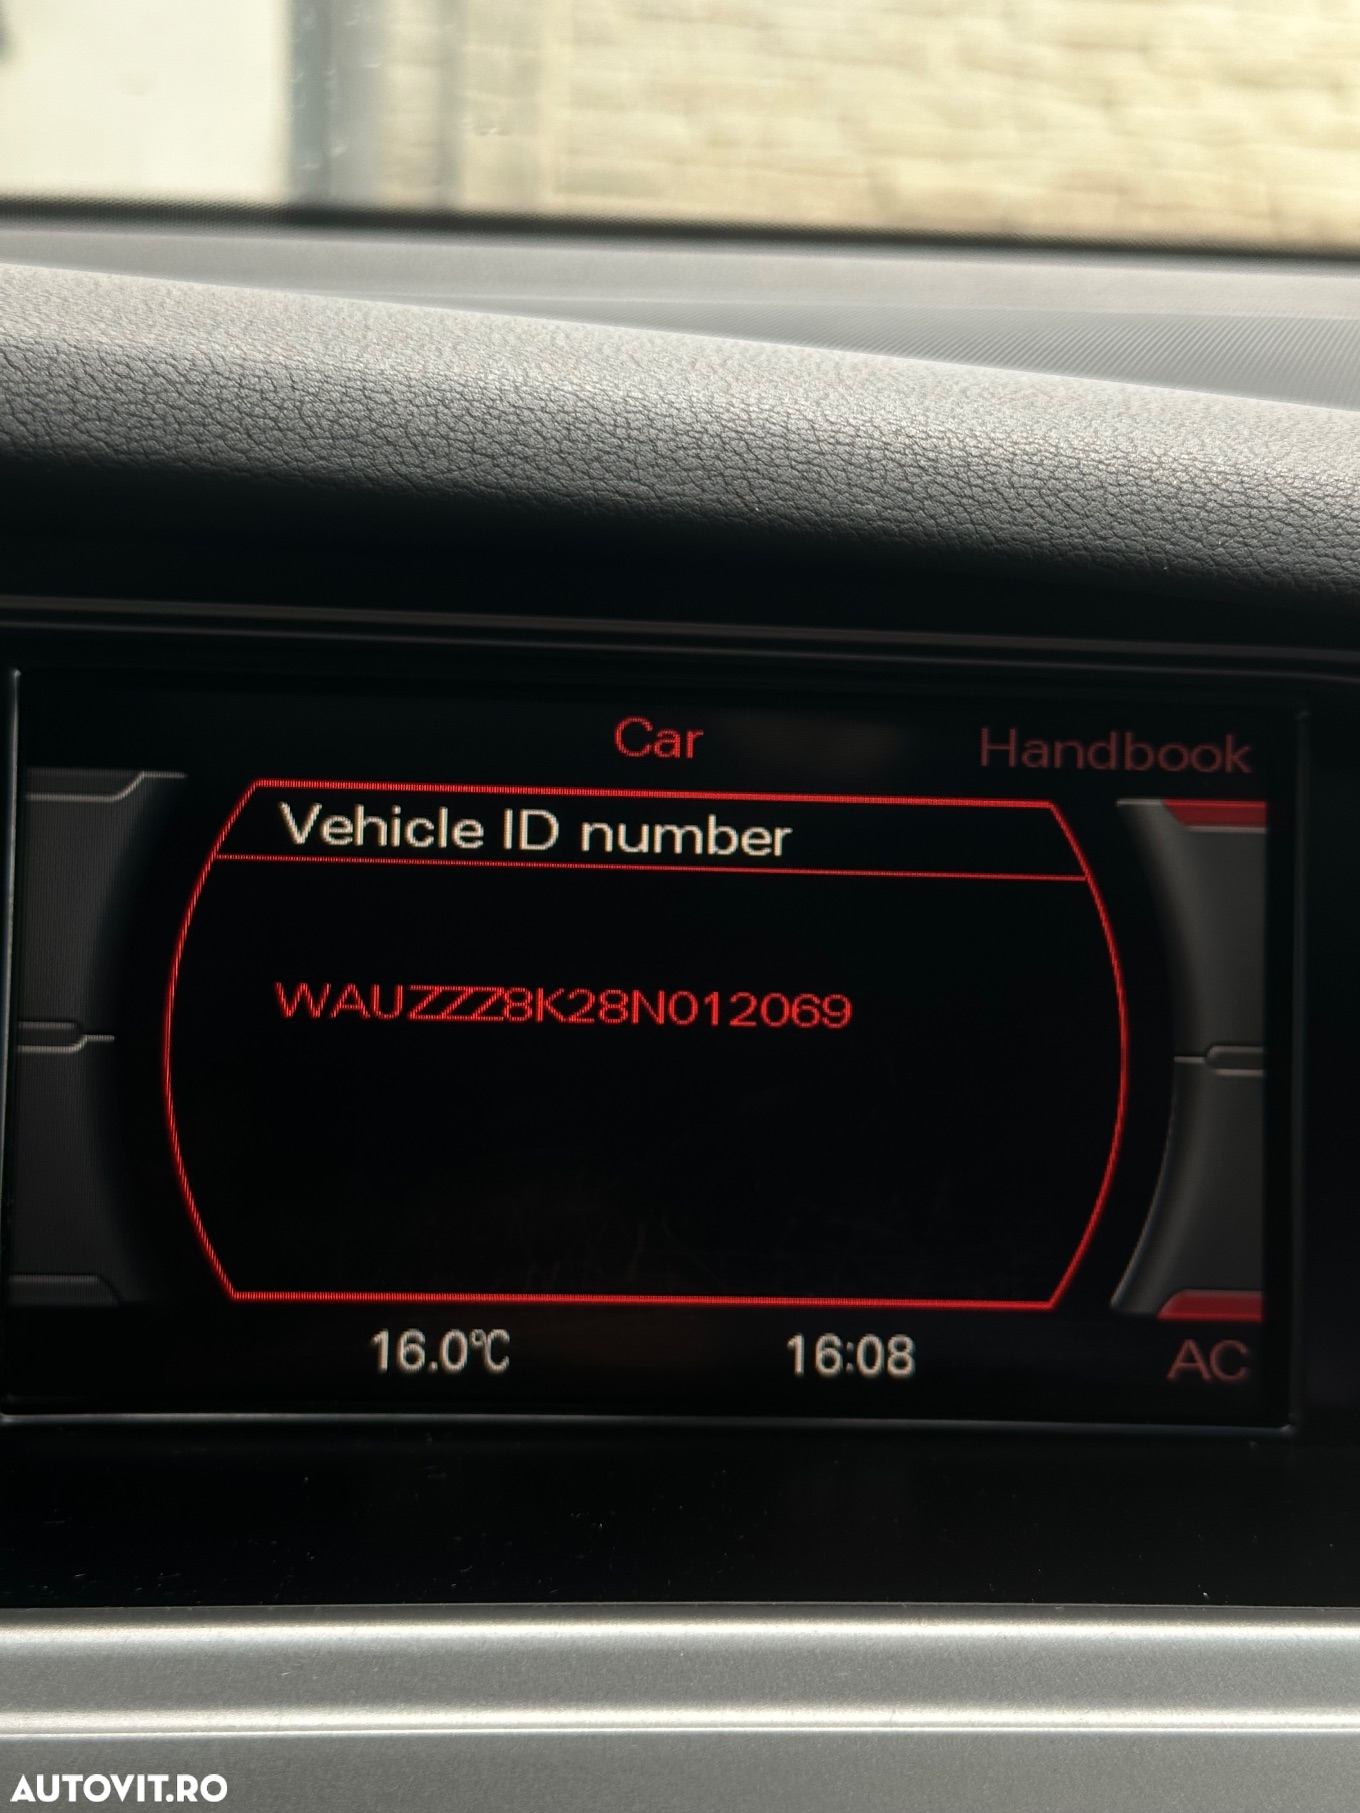 Car
Handbook
Vehicle ID number
WAUZZZ8K28N012069
16.0°C
16:08
AC
AUTOVIT.RO